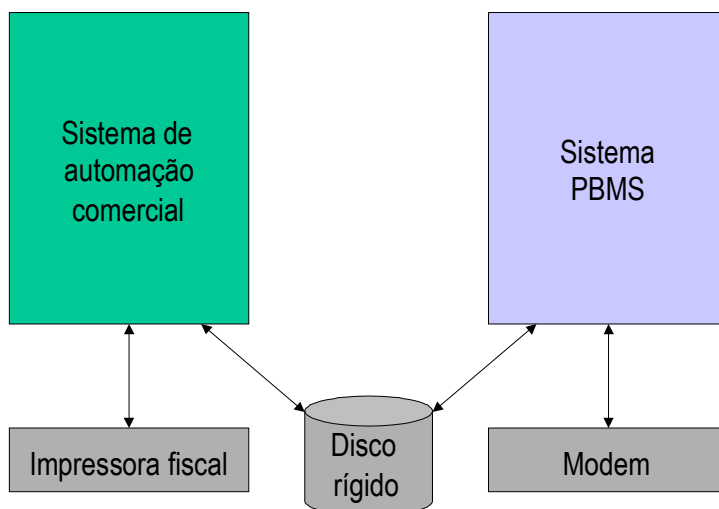 Sistema de
automação
comercial
Sistema
PBMS
Impressora fiscal
Disco
rígido
Modem